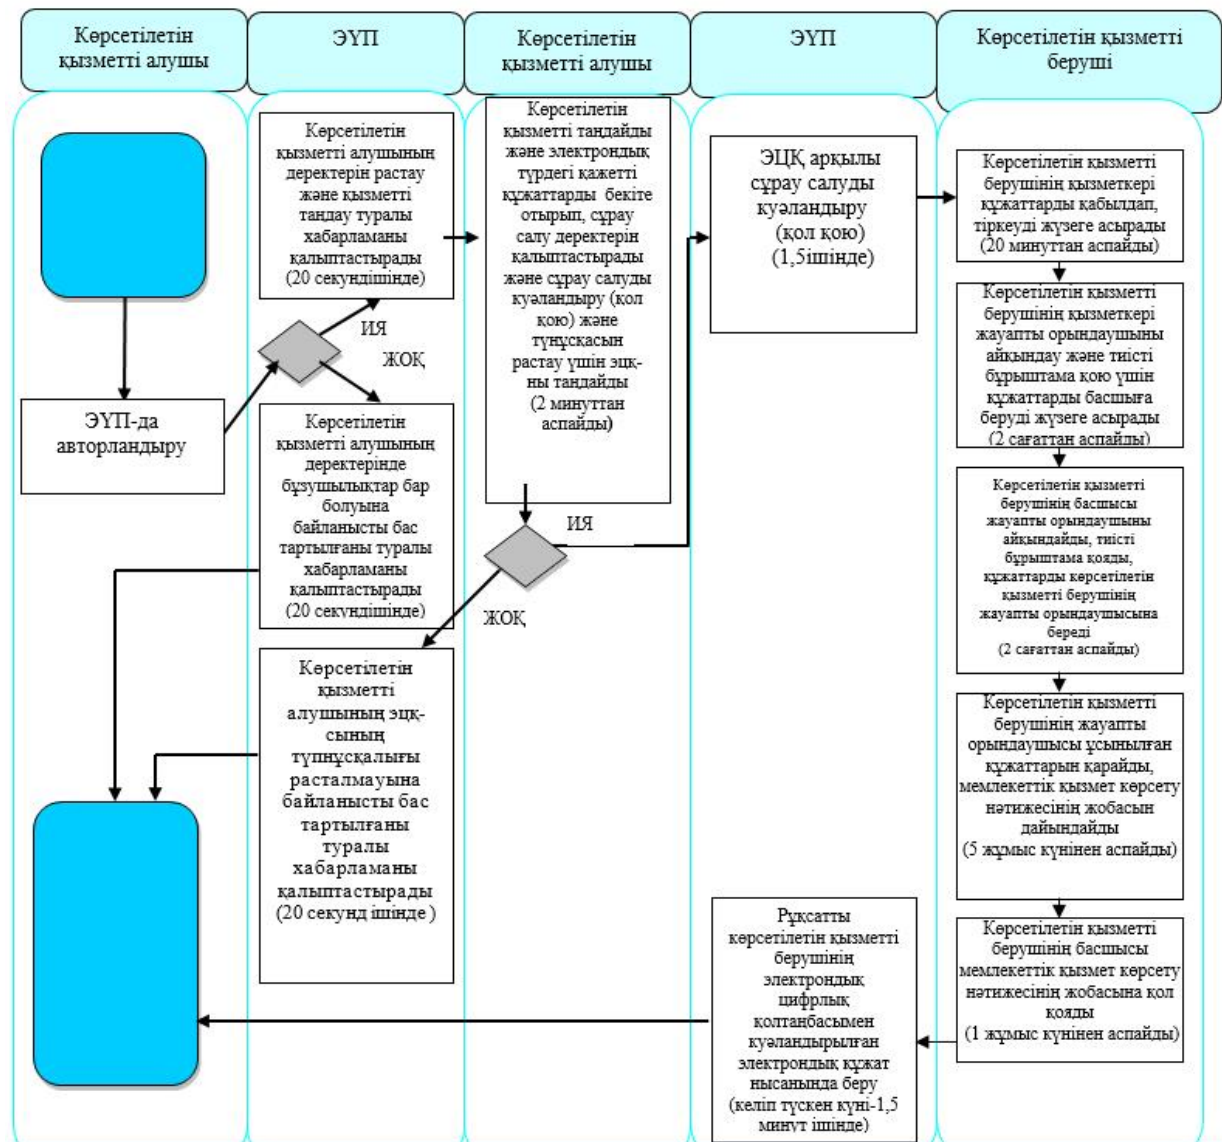 Көрсетілетін
қызметті алушы
ЭҮП
Көрсетілетін
қызметті алушы
ЭҮП
Көрсетілетін қызметті
беруші
ЭҮП-да
авторландыру
Көрсетілетін
қызметті алушының
деректерін растау
және қызметті
таңдау туралы
хабарламаны
қалыптастырады
(20 секундішінде)
ИЯ
ЖОҚ
Көрсетілетін
қызметті алушының
деректерінде
бұзушылықтар бар
болуына
байланысты бас
тартылғаны туралы
хабарламаны
қалыптастырады
(20 секундішінде)
Көрсетілетін
қызметті
алушының эцқ-
сының
түпнұсқалығы
расталмауына
байланысты бас
тартылғаны
туралы
хабарламаны
қалыптастырады
(20 секунд ішінде )
Көрсетілетін
қызметті таңдайды
және электрондық
түрдегі қажетті
құжаттарды бекіте
отырып, сұрау
салу деректерін
қалыптастырады
және сұрау салуды
куәландыру (қол
қою) және
түнұсқасын
растау үшін эцқ-
ны таңдайды
(2 минуттан
аспайды)
ИЯ
ЖОҚ
ЭЦҚ арқылы
сұрау салуды
куәландыру
(қол қою)
(1,5ішінде)
Көрсетілетін қызметті
берушінің қызметкері
құжаттарды қабылдап,
тіркеуді жүзеге асырады
(20 минуттан аспайды)
Көрсетілетін қызметті
берушінің қызметкері
жауапты орындаушыны
айқындау және тиісті
бұрыштама қою үшін
құжаттарды басшыға
беруді жүзеге асырады
(2 сағаттан аспайды)
Көрсетілетін қызметті
берушінің басшысы
жауапты орындаушыны
айқындайды, тиісті
бұрыштама қояды,
құжаттарды көрсетілетін
қызметті берушінің
жауапты орындаушысына
береді
(2 сағаттан аспайды)
Көрсетілетін қызметті
берушінің жауапты
орындаушысы ұсынылған
құжаттарын қарайды,
мемлекеттік қызмет көрсету
нәтижесінің жобасын
дайындайды
(5 жұмыс күнінен аспайды)
Көрсетілетін қызметті
берушінің басшысы
мемлекеттік қызмет көрсету
нәтижесінің жобасына қол
қояды
(1 жұмыс күнінен аспайды)
Рұқсатты
көрсетілетін қызметті
берушінің
электрондық
цифрлық
қолтаңбасымен
куәландырылған
электрондық құжат
нысанында беру
(келіп түскен күні-1,5
минут ішінде)